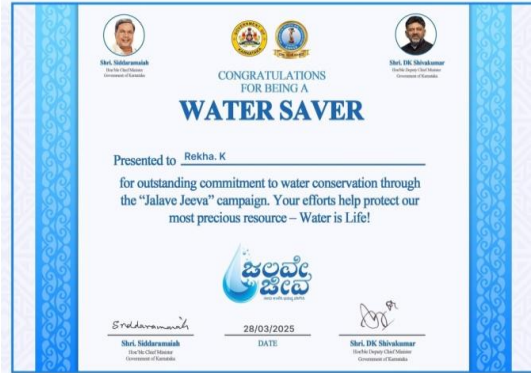 Shri. Siddaramaiah
Hon'ble Chief Minister
Government of Karnataka
Shri. DK Shivakumar
Hon'ble Deputy Chief Minister
Government of Karnataka
CONGRATULATIONS
FOR BEING A
WATER SAVER
Presented to Rekha. K
for outstanding commitment to water conservation through
the “Jalave Jeeva” campaign. Your efforts help protect our
most precious resource – Water is Life!
ಜಲವೇ
ಜೀವ
Siddaramaiah
28/03/2025
Shri. Siddaramaiah
Hon'ble Chief Minister
Government of Karnataka
DATE
Shri. DK Shivakumar
Hon'ble Deputy Chief Minister
Government of Karnataka